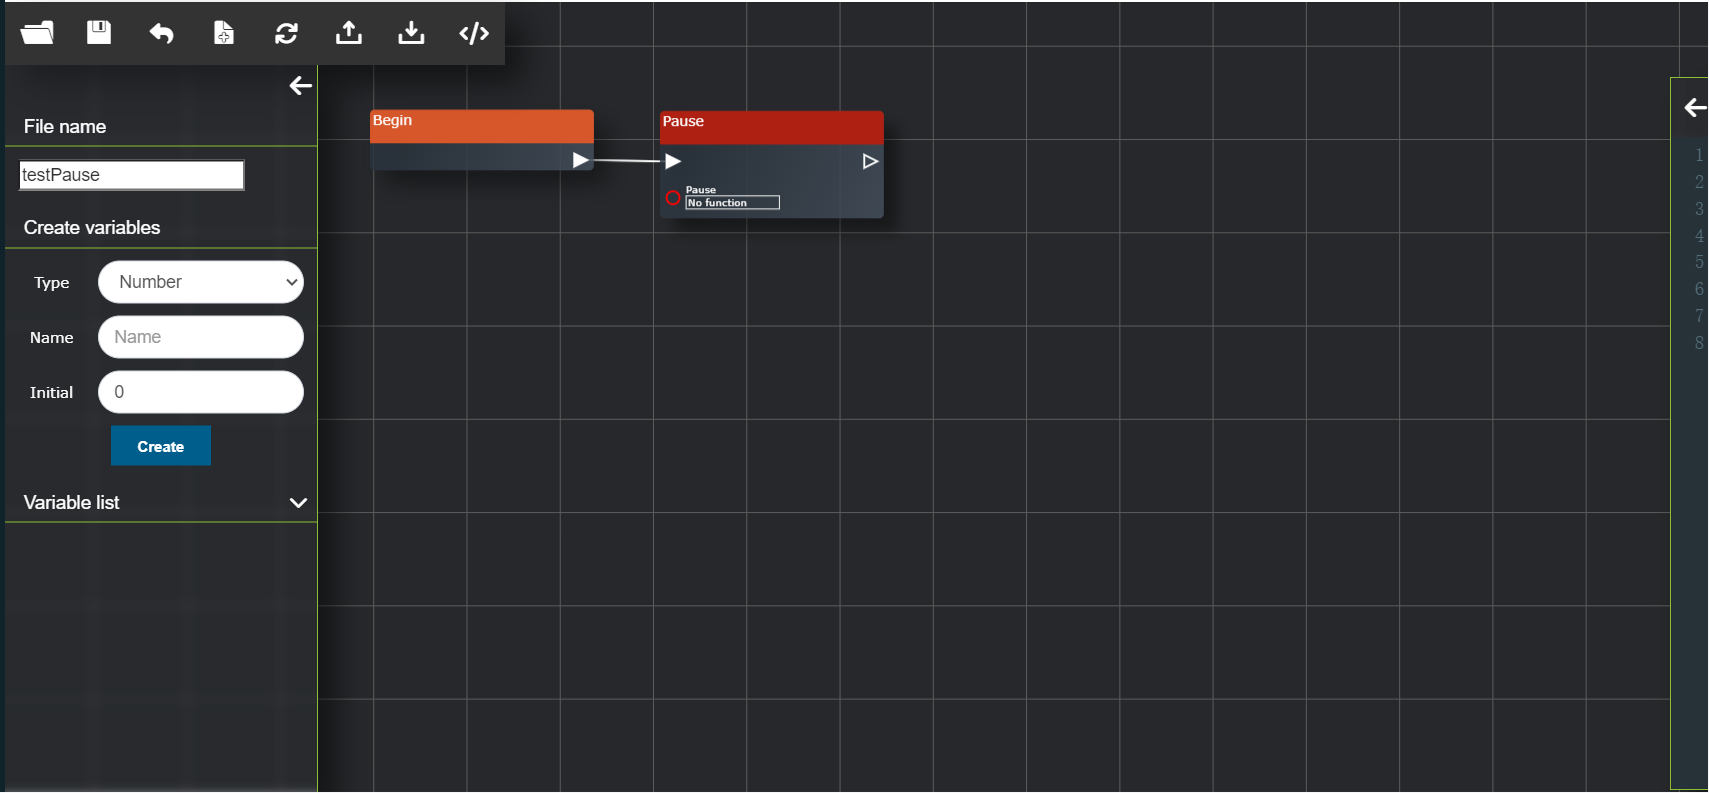 File name
testPause
Create variables
Type
Number
Name
Name
Initial
0
Create
Variable list
Begin
Pause
Pause
No function
1
2
3
4
5
6
7
8